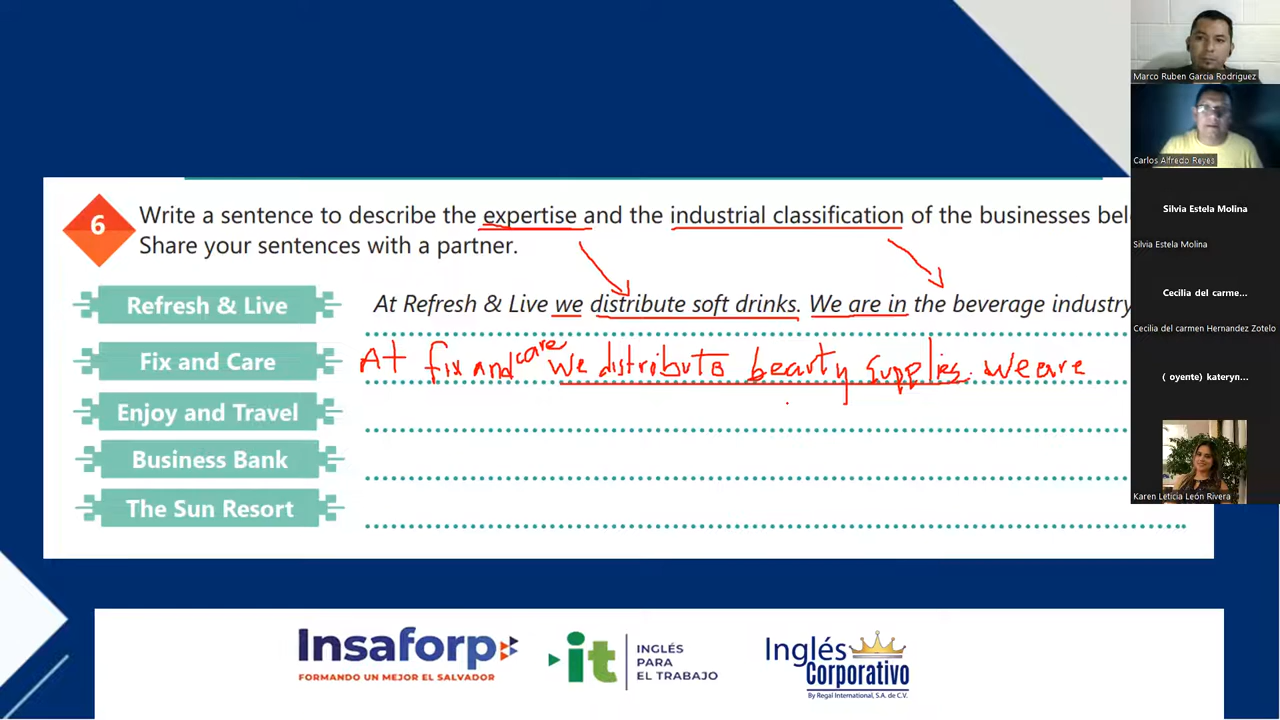 Marco Ruben Garcia Rodriguez
Carlos Alfredo Reyes
Silvia Estela Molina
Silvia Estela Molina
Cecilia del carme...
Cecilia del carmen Hernandez Zotelo
( oyente) kateryn...
Karen Leticia León Rivera
6
Write a sentence to describe the expertise and the industrial classification of the businesses bel
Share your sentences with a partner.
Refresh & Live
At Refresh & Live we distribute soft drinks. We are in the beverage industry
Fix and Care
At fix and care we distribute beauty supplies. we are
Enjoy and Travel
Business Bank
The Sun Resort
Insaforp
FORMANDO UN MEJOR EL SALVADOR
it
INGLÉS
PARA
EL TRABAJO
Inglés
Corporativo
By Regal International, S.A. de C.V.